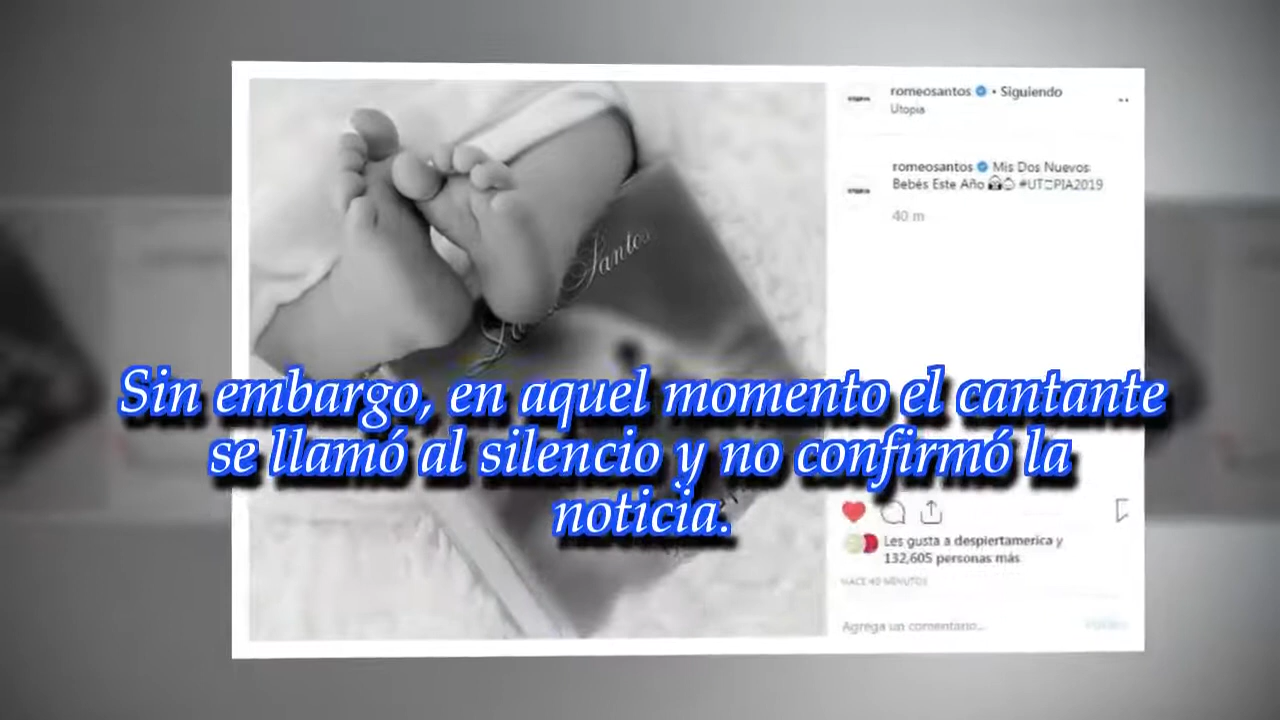 romeosantos • Siguiendo
Utopia
romeosantos Mis Dos Nuevos
Bebés Este Año #UTOPIA2019
40 m
Santos
Sin embargo, en aquel momento el cantante
se llamó al silencio y no confirmó la
noticia.
Les gusta a despiertamerica y
132,605 personas más
HACE 40 MINUTOS
Agrega un comentario...